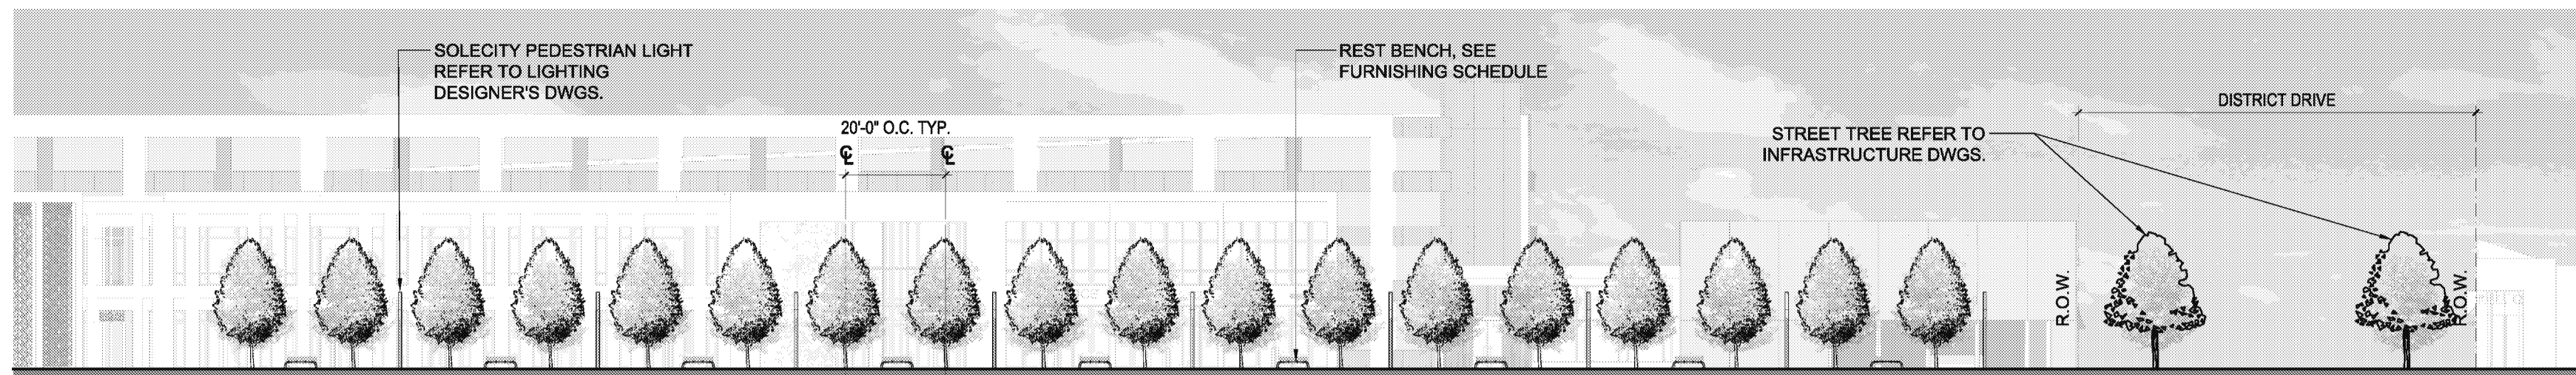 SOLECITY PEDESTRIAN LIGHT
REFER TO LIGHTING
DESIGNER'S DWGS.
20'-0" O.C. TYP.
℄ ℄
REST BENCH, SEE
FURNISHING SCHEDULE
DISTRICT DRIVE
STREET TREE REFER TO
INFRASTRUCTURE DWGS.
R.O.W.
R.O.W.